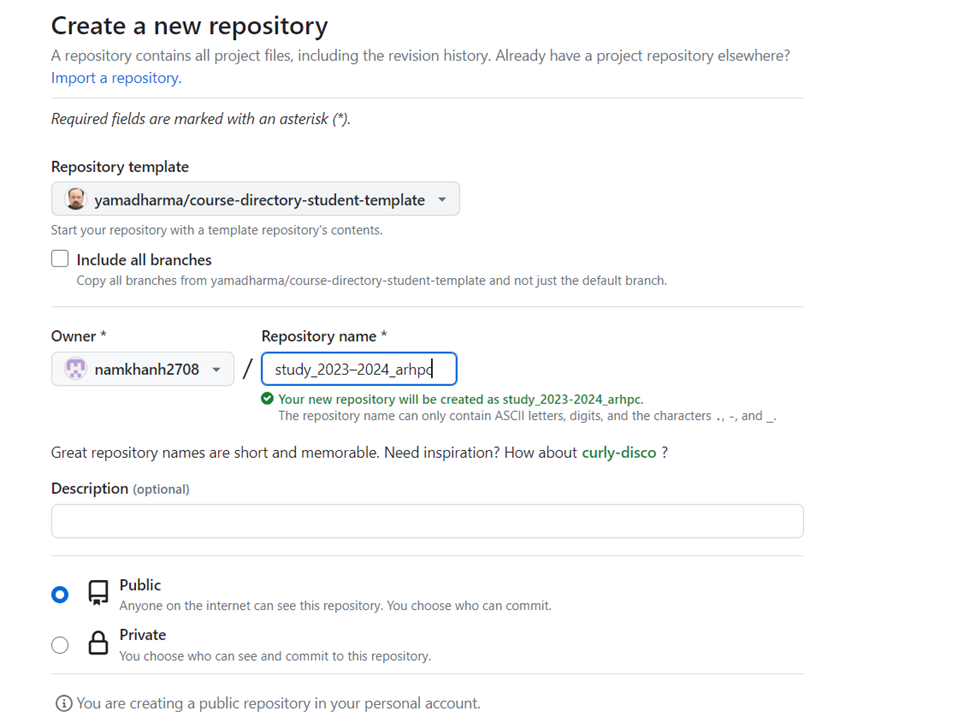 Create a new repository
A repository contains all project files, including the revision history. Already have a project repository elsewhere?
Import a repository.
Required fields are marked with an asterisk (*).
Repository template
yamadharma/course-directory-student-template
Start your repository with a template repository's contents.
Include all branches
Copy all branches from yamadharma/course-directory-student-template and not just the default branch.
Owner * Repository name *
namkhanh2708 / study_2023–2024_arhpc
Your new repository will be created as study_2023-2024_arhpc.
The repository name can only contain ASCII letters, digits, and the characters ., -, and _.
Great repository names are short and memorable. Need inspiration? How about curly-disco ?
Description (optional)
Public
Anyone on the internet can see this repository. You choose who can commit.
Private
You choose who can see and commit to this repository.
You are creating a public repository in your personal account.